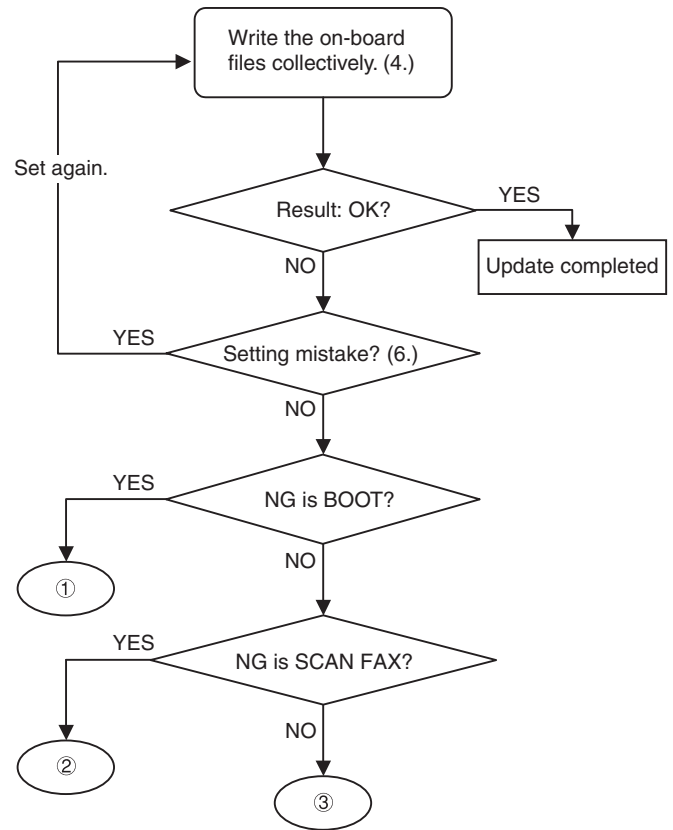 Write the on-board
files collectively. (4.)
Set again.
Result: OK?
YES
Update completed
NO
YES
Setting mistake? (6.)
NO
YES
NG is BOOT?
①
NO
YES
NG is SCAN FAX?
②
NO
③